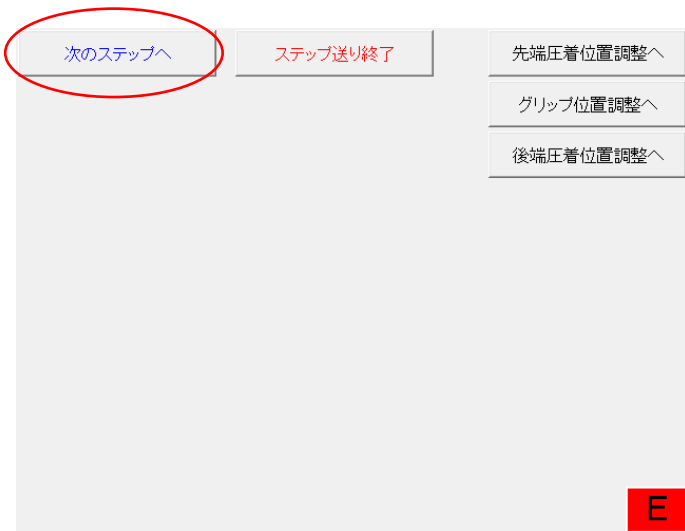 次のステップへ
ステップ送り終了
先端圧着位置調整へ
グリップ位置調整へ
後端圧着位置調整へ
E